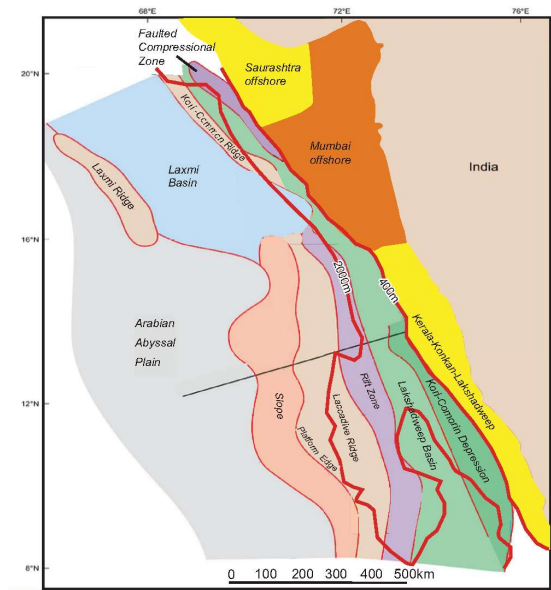 68°E
72°E
76°E
20°N
16°N
12°N
8°N
Faulted
Compressional
Zone
Saurashtra
offshore
Kori-Comorin Ridge
Mumbai
offshore
India
Laxmi
Basin
Laxmi Ridge
2000m
400m
Arabian
Abyssal
Plain
Kerala-Konkan-Lakshadweep
Kori-Comorin Depression
Rift Zone
Lakshadweep Basin
Slope
Laccadive Ridge
Platform Edge
0 100 200 300 400 500km